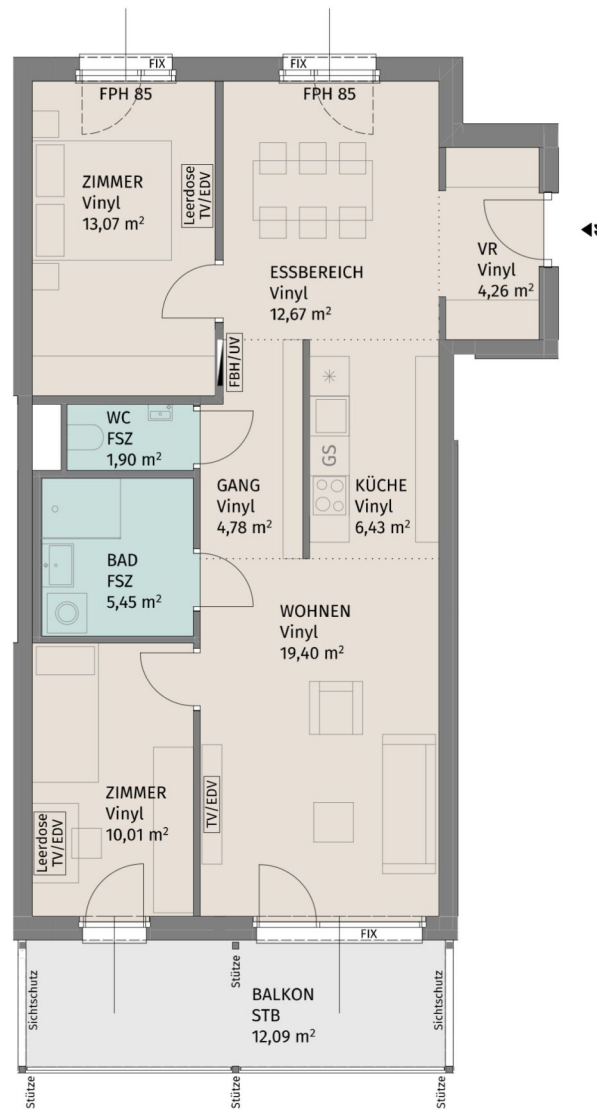 FIX
FIX
FPH 85
FPH 85
ZIMMER
Vinyl
13,07 m²
Leerdose
TV/EDV
ESSBEREICH
Vinyl
12,67 m²
VR
Vinyl
4,26 m²
FBH/UV
WC
FSZ
1,90 m²
GS
GANG
Vinyl
4,78 m²
KÜCHE
Vinyl
6,43 m²
BAD
FSZ
5,45 m²
WOHNEN
Vinyl
19,40 m²
ZIMMER
Vinyl
10,01 m²
Leerdose
TV/EDV
TV/EDV
FIX
Sichtschutz
Stütze
BALKON
STB
12,09 m²
Sichtschutz
Stütze
Stütze
Stütze